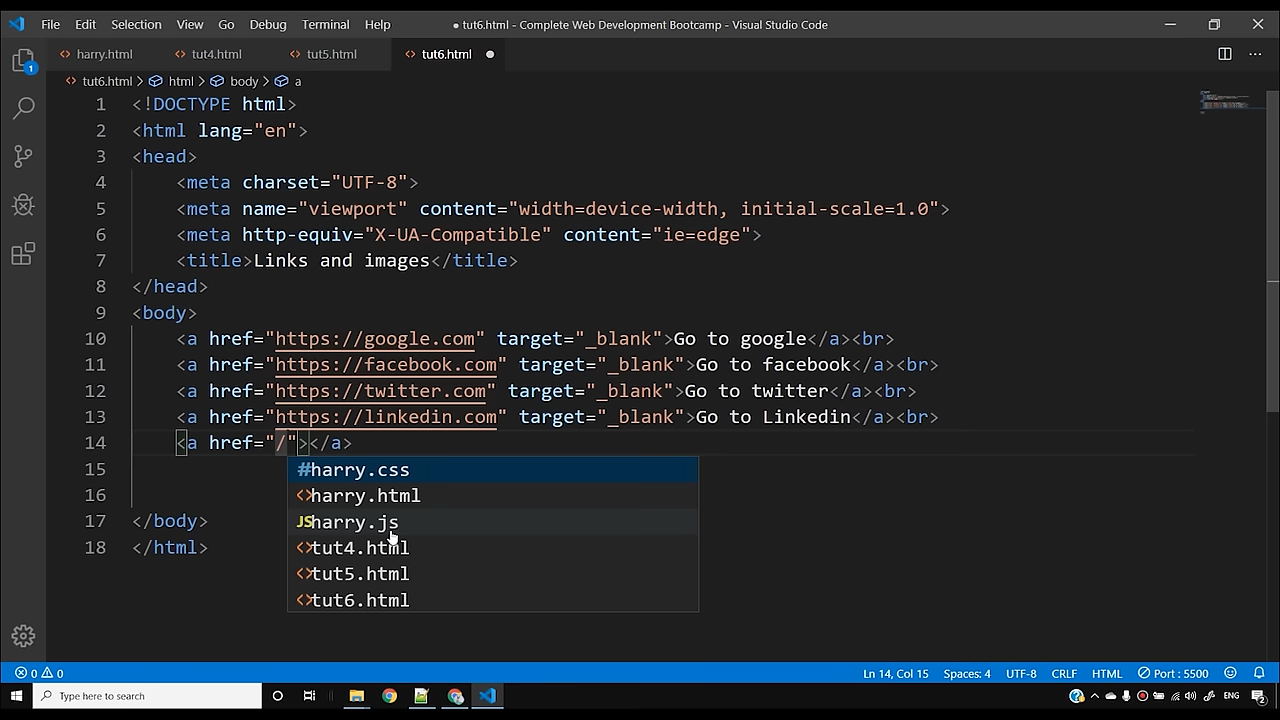 File Edit Selection View Go Debug Terminal Help ● tut6.html - Complete Web Development Bootcamp - Visual Studio Code
harry.html tut4.html tut5.html tut6.html
tut6.html > html > body > a
1 <!DOCTYPE html>
2 <html lang="en">
3 <head>
4 <meta charset="UTF-8">
5 <meta name="viewport" content="width=device-width, initial-scale=1.0">
6 <meta http-equiv="X-UA-Compatible" content="ie=edge">
7 <title>Links and images</title>
8 </head>
9 <body>
10 <a href="https://google.com" target="_blank">Go to google</a><br>
11 <a href="https://facebook.com" target="_blank">Go to facebook</a><br>
12 <a href="https://twitter.com" target="_blank">Go to twitter</a><br>
13 <a href="https://linkedin.com" target="_blank">Go to Linkedin</a><br>
14 <a href="/"></a>
15 #harry.css
16 <>harry.html
JS harry.js
17 </body>
18 </html>
<>tut4.html
<>tut5.html
<>tut6.html
1
0 0 Ln 14, Col 15 Spaces: 4 UTF-8 CRLF HTML Port : 5500
Type here to search ENG 2